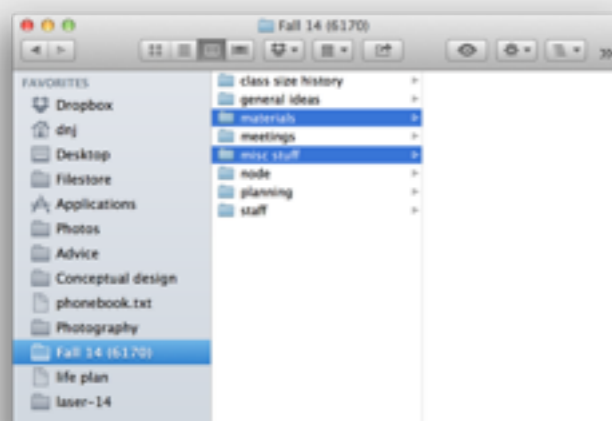 Fall 14 (6170)
FAVORITES
Dropbox
dnj
Desktop
Filestore
Applications
Photos
Advice
Conceptual design
phonebook.txt
Photography
Fall 14 (6170)
life plan
laser-14
class size history
general ideas
materials
meetings
misc stuff
node
planning
staff